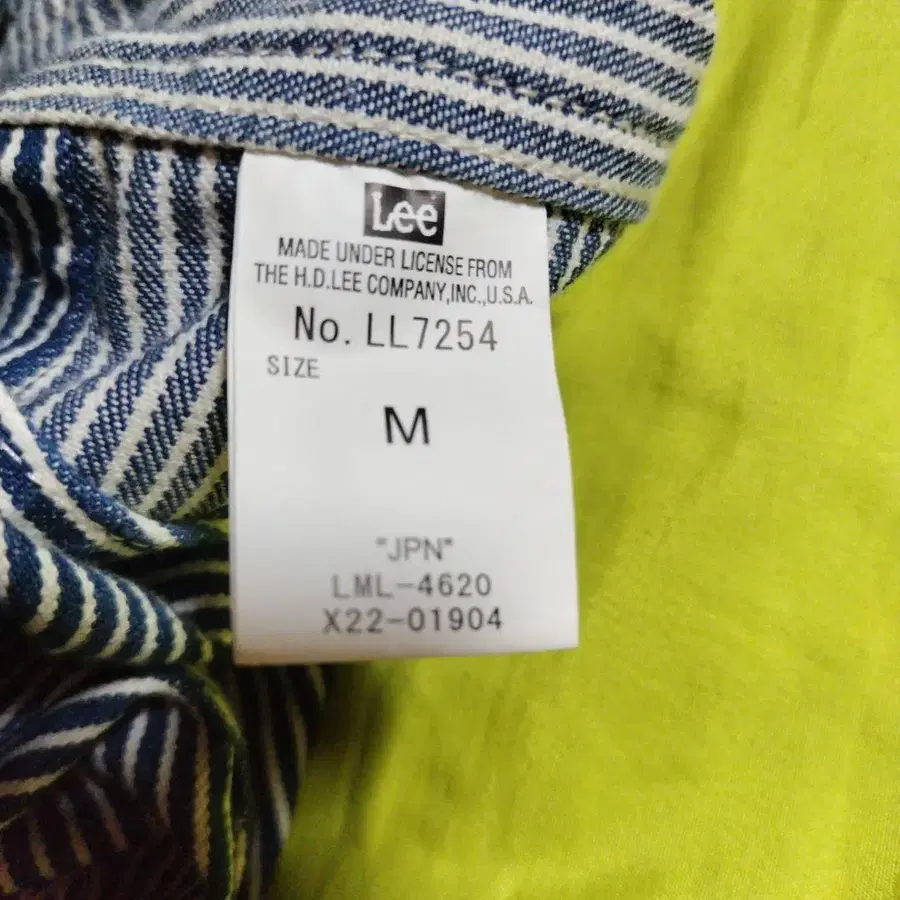 Lee
MADE UNDER LICENSE FROM
THE H.D.LEE COMPANY,INC.,U.S.A.
No. LL7254
SIZE
M
"JPN"
LML-4620
X22-01904